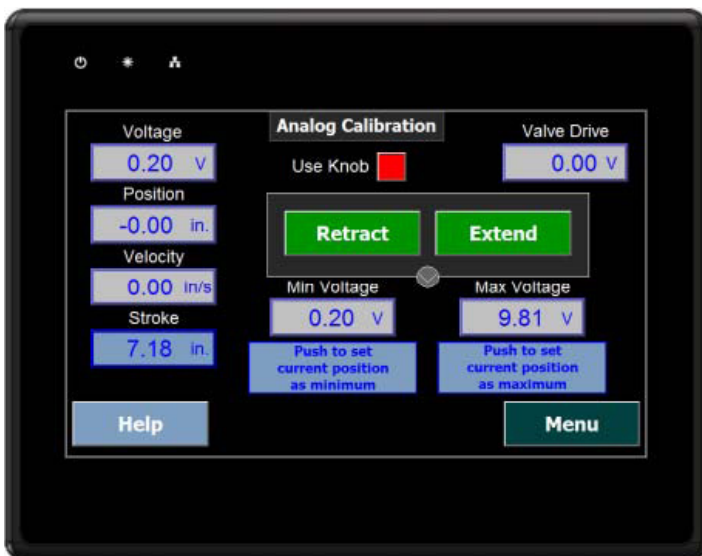 Analog Calibration
Voltage
0.20 V
Position
-0.00 in.
Velocity
0.00 in/s
Stroke
7.18 in.
Use Knob
Valve Drive
0.00 V
Retract
Extend
Min Voltage
0.20 V
Push to set
current position
as minimum
Max Voltage
9.81 V
Push to set
current position
as maximum
Help
Menu